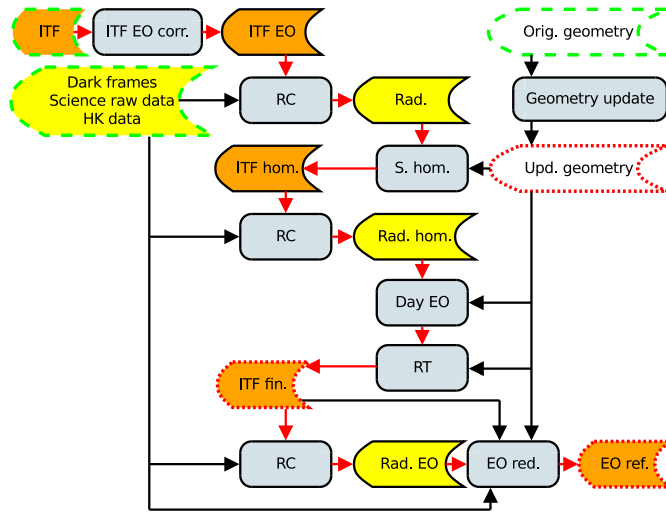 ITF
ITF EO corr.
ITF EO
Orig. geometry
Dark frames
Science raw data
HK data
RC
Rad.
Geometry update
ITF hom.
S. hom.
Upd. geometry
RC
Rad. hom.
Day EO
RT
ITF fin.
RC
Rad. EO
EO red.
EO ref.